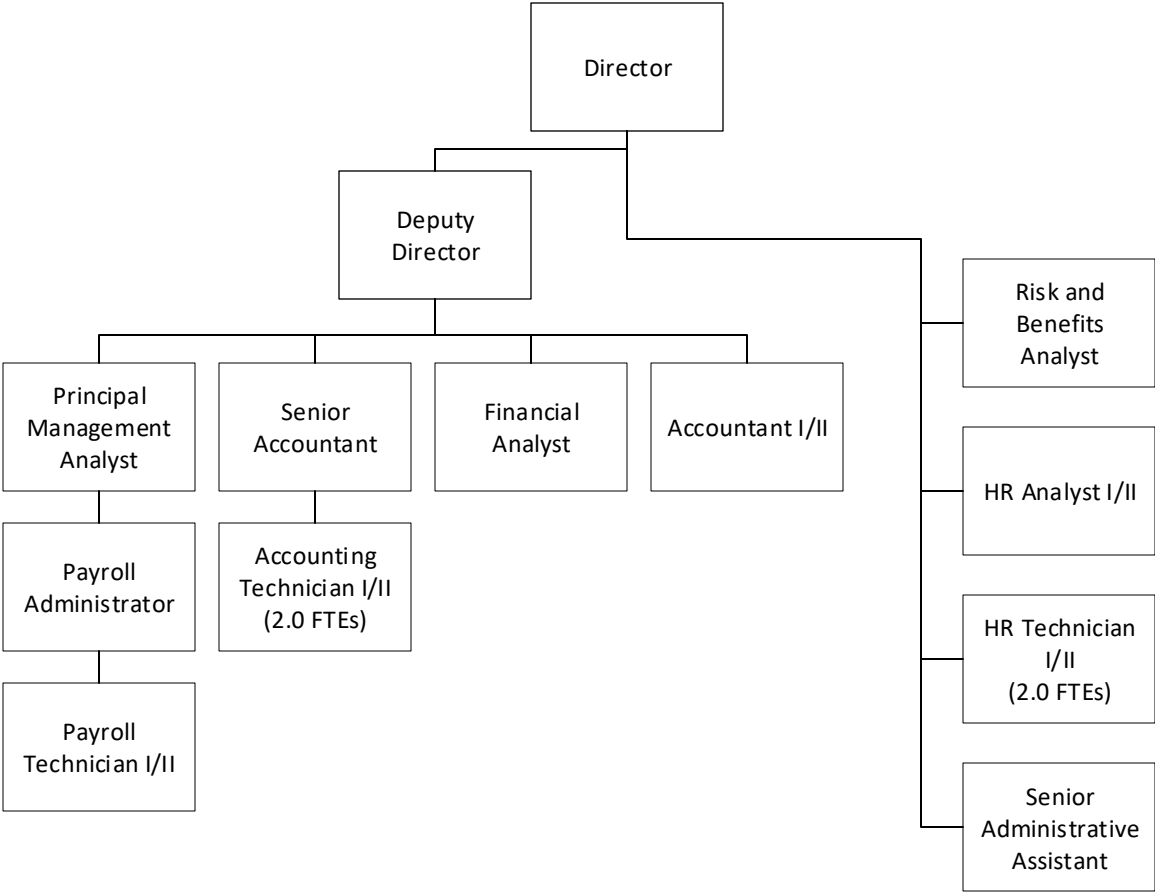 Director
Deputy
Director
Risk and
Benefits
Analyst
Principal
Management
Analyst
Senior
Accountant
Financial
Analyst
Accountant I/II
HR Analyst I/II
Payroll
Administrator
Accounting
Technician I/II
(2.0 FTEs)
HR Technician
I/II
(2.0 FTEs)
Payroll
Technician I/II
Senior
Administrative
Assistant